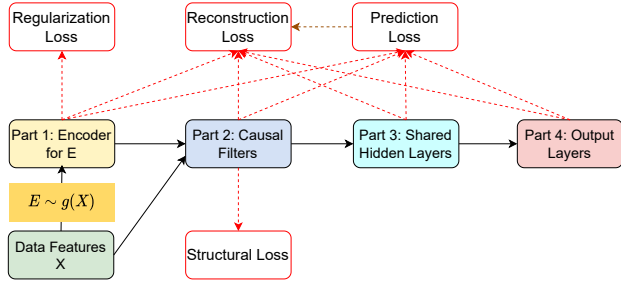 Regularization
Loss
Reconstruction
Loss
Prediction
Loss
Part 1: Encoder
for E
Part 2: Causal
Filters
Part 3: Shared
Hidden Layers
Part 4: Output
Layers
E ∼ g(X)
Data Features
X
Structural Loss